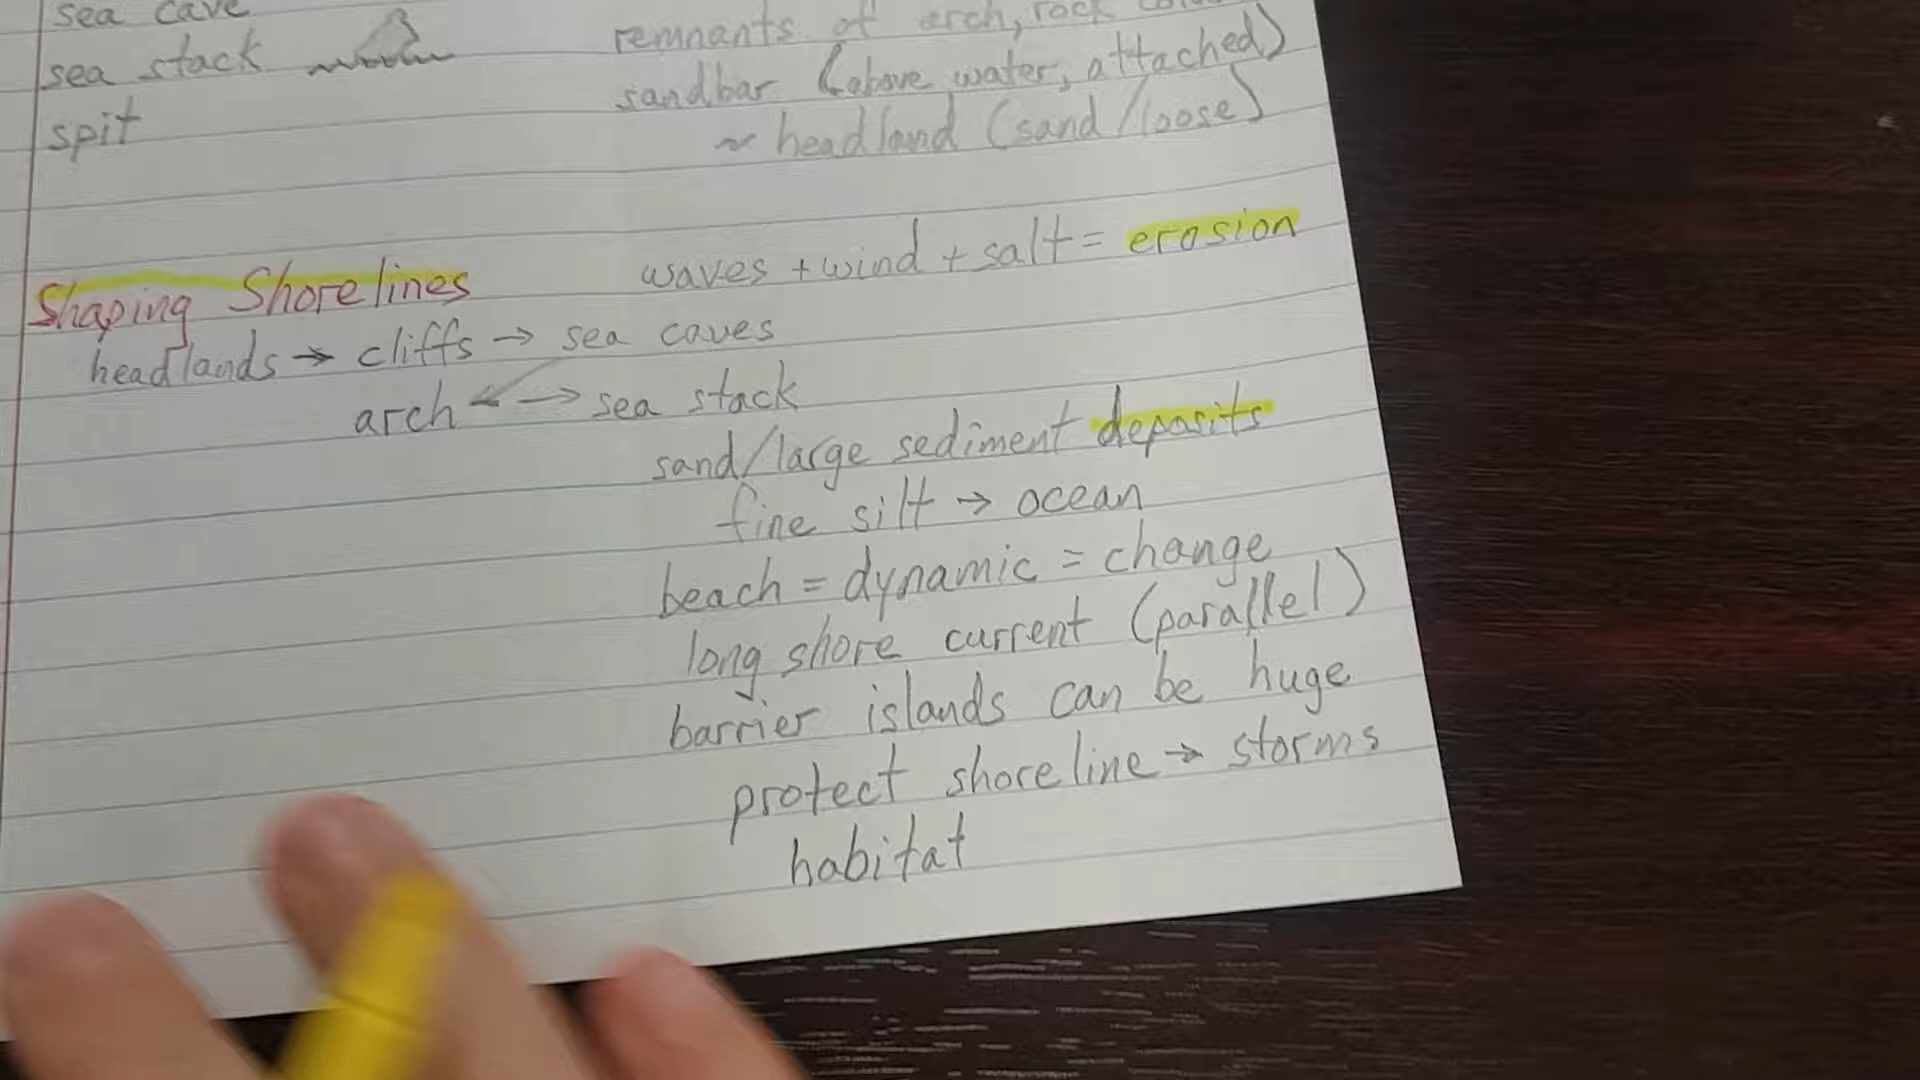 sea cave
sea stack
spit
remnants of arch, rock
sandbar (above water, attached)
~ headland (sand/loose)
Shaping Shorelines
headlands → cliffs → sea caves
arch ← → sea stack
waves + wind + salt = erosion
sand/large sediment deposits
fine silt → ocean
beach = dynamic = change
long shore current (parallel)
barrier islands can be huge
protect shoreline → storms
habitat